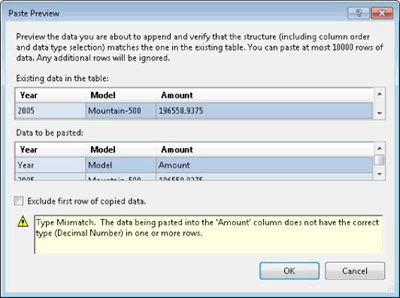 Paste Preview
Preview the data you are about to append and verify that the structure (including column order
and data type selection) matches the one in the existing table. You can paste at most 10000 rows of
data. Any additional rows will be ignored.
Existing data in the table:
Year Model Amount
2005 Mountain-500 196558.9375
Data to be pasted:
Year Model Amount
Year Model Amount
2005 Mountain-500 196558.9375
Exclude first row of copied data.
Type Mismatch. The data being pasted into the 'Amount' column does not have the correct
type (Decimal Number) in one or more rows.
OK Cancel